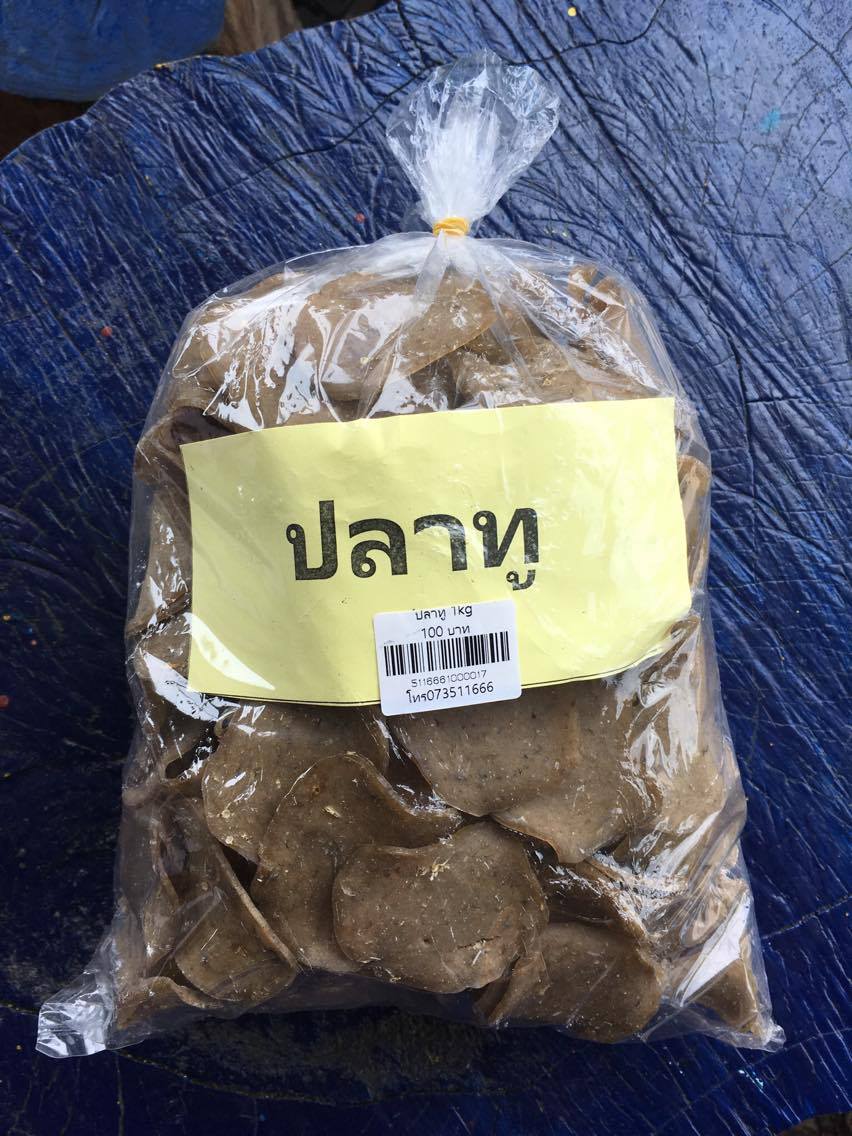 ปลาทู
ปลาทู 1kg
100 บาท
5116661000017
โทร073511666